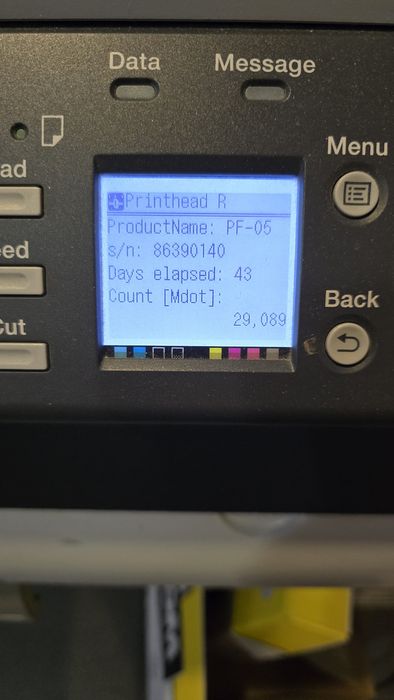 Data
Message
Menu
ad
Printhead R
ProductName: PF-05
eed
s/n: 86390140
Days elapsed: 43
Count [Mdot]:
Back
Cut
29,089